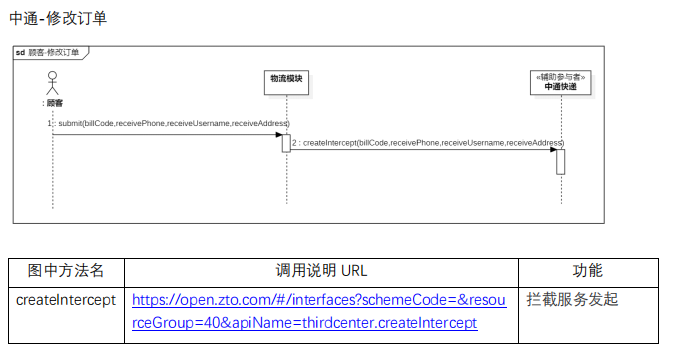 中通-修改订单
sd 顾客-修改订单
: 顾客
物流模块
«辅助参与者»
中通快递
1 : submit(billCode,receivePhone,receiveUsername,receiveAddress)
2 : createIntercept(billCode,receivePhone,receiveUsername,receiveAddress)
图中方法名 调用说明 URL 功能
createIntercept https://open.zto.com/#/interfaces?schemeCode=&resou 拦截服务发起
rceGroup=40&apiName=thirdcenter.createIntercept